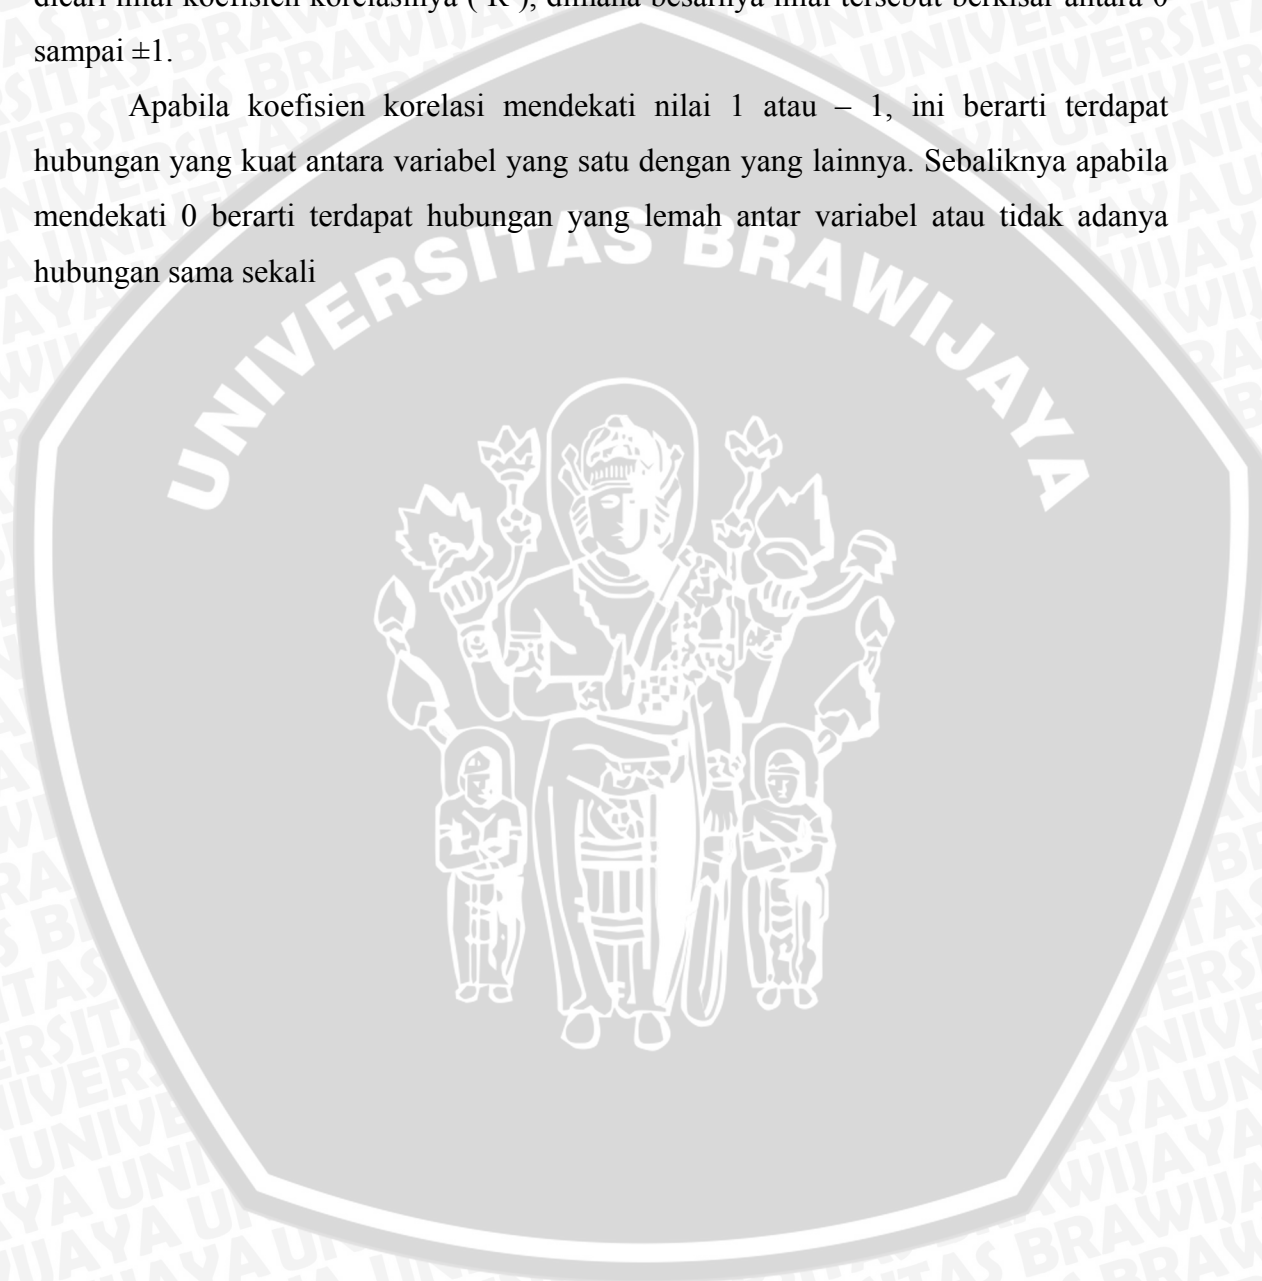 dicari nilai koefisien korelasinya ( R ), dimana besarnya nilai tersebut berkisar antara 0
sampai ±1.
Apabila koefisien korelasi mendekati nilai 1 atau – 1, ini berarti terdapat
hubungan yang kuat antara variabel yang satu dengan yang lainnya. Sebaliknya apabila
mendekati 0 berarti terdapat hubungan yang lemah antar variabel atau tidak adanya
hubungan sama sekali
UNIVERSITAS BRAWIJAYA